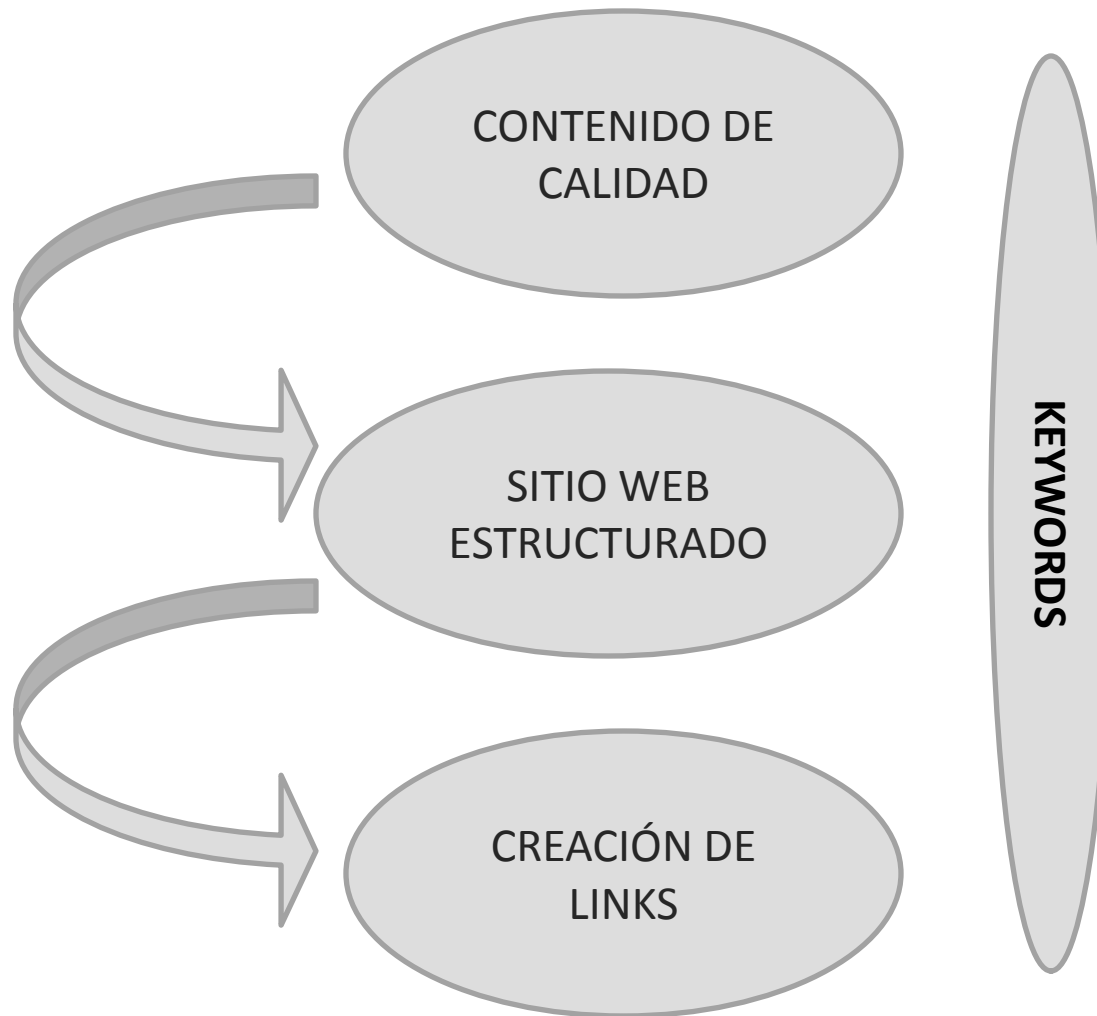 CONTENIDO DE
CALIDAD
SITIO WEB
ESTRUCTURADO
CREACIÓN DE
LINKS
KEYWORDS